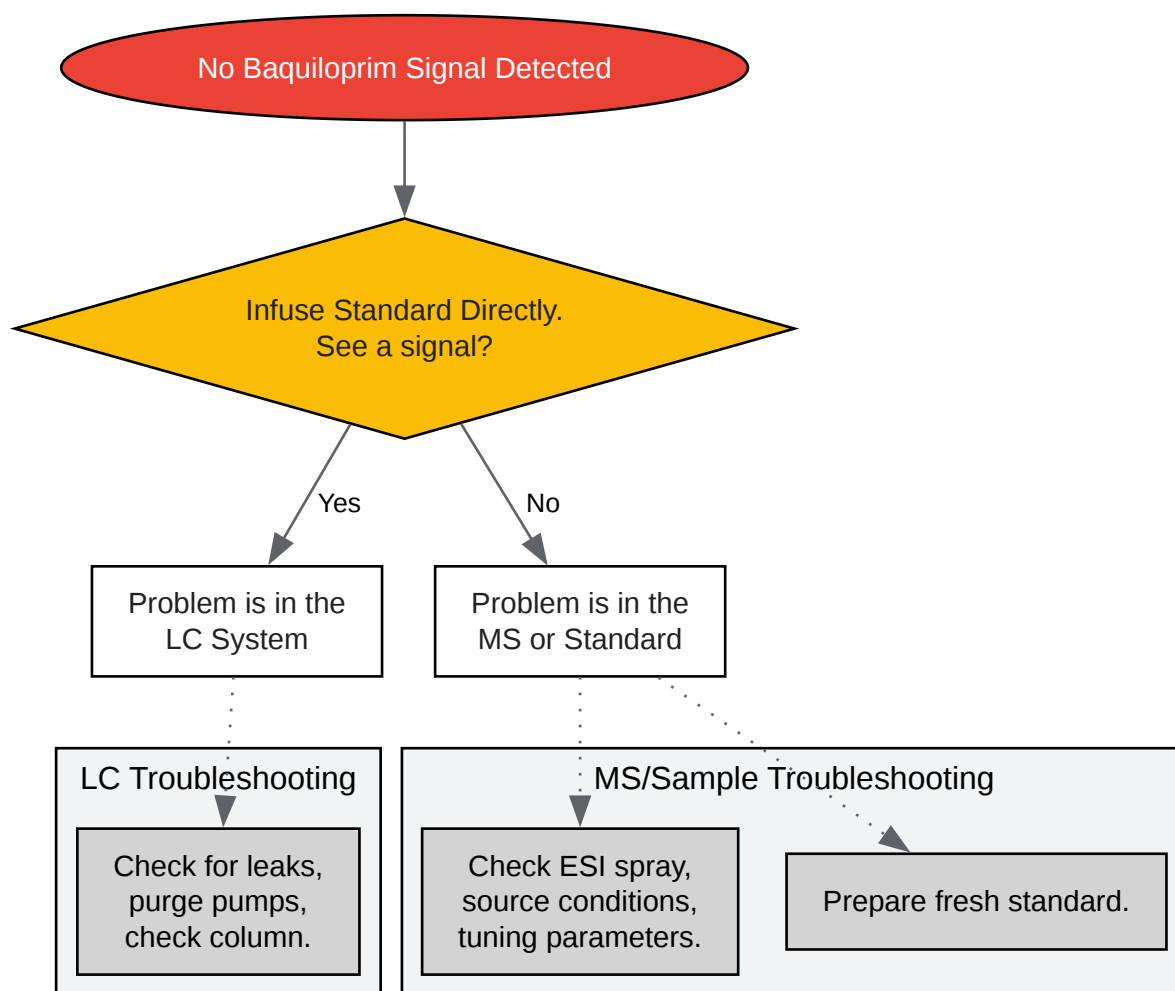 No Baquiloprim Signal Detected
Infuse Standard Directly.
See a signal?
Yes
No
Problem is in the
LC System
Problem is in the
MS or Standard
LC Troubleshooting
Check for leaks,
purge pumps,
check column.
MS/Sample Troubleshooting
Check ESI spray,
source conditions,
tuning parameters.
Prepare fresh standard.